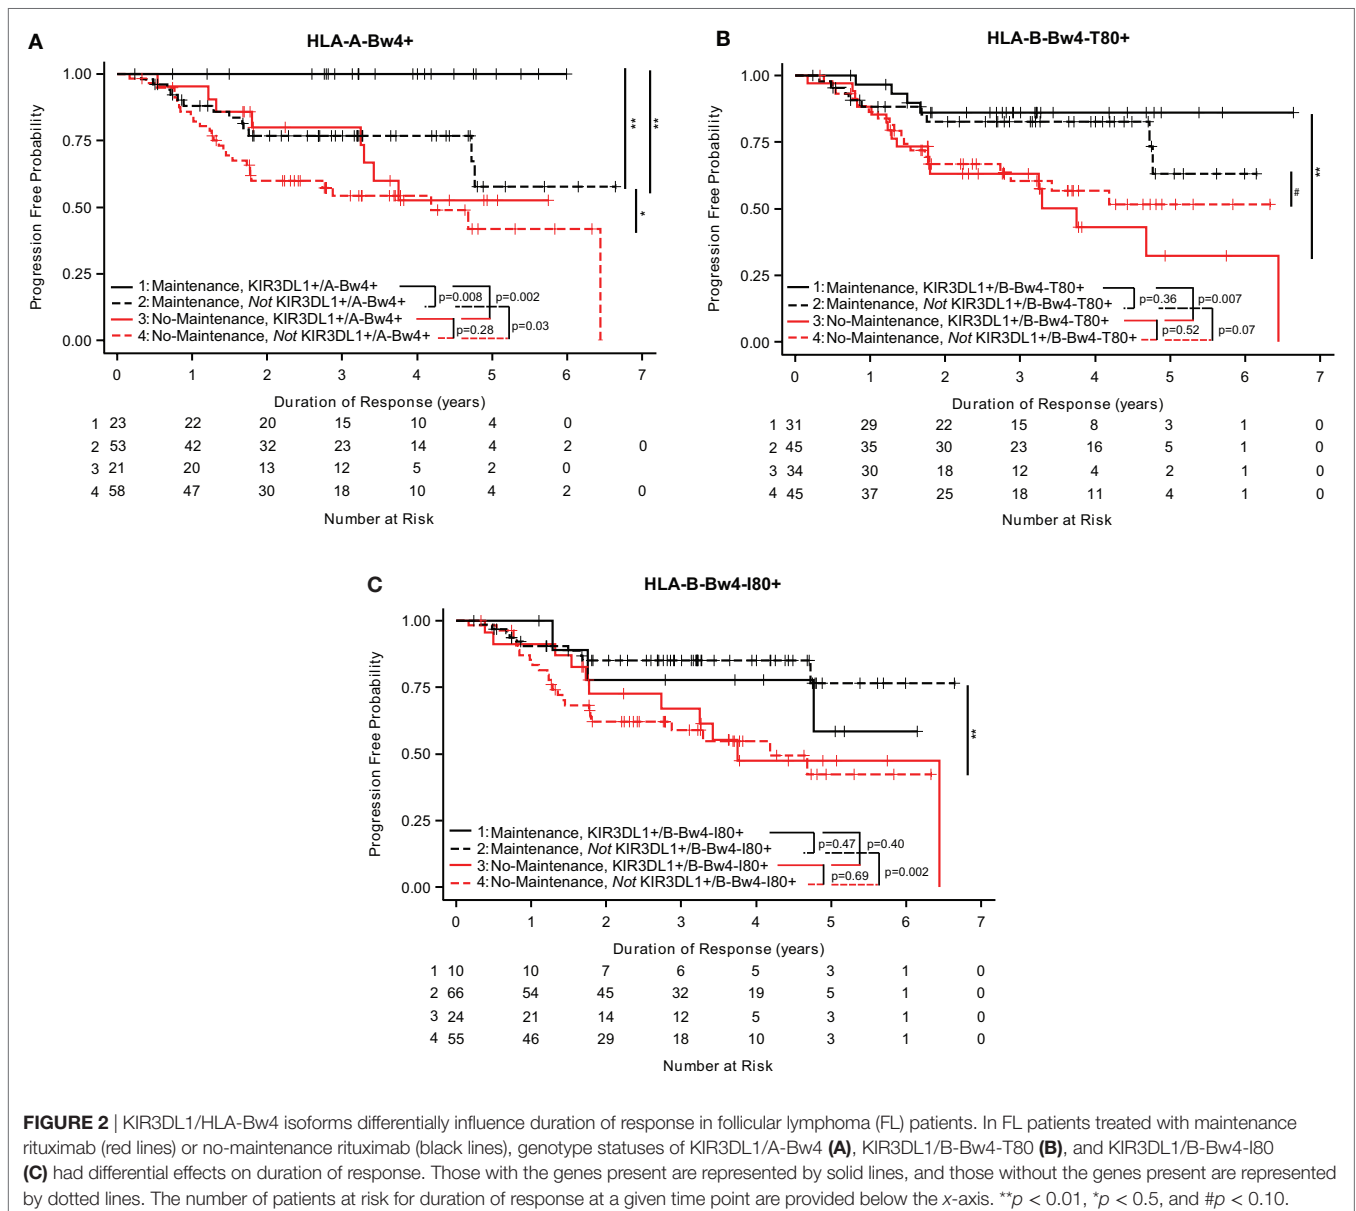 A
HLA-A-Bw4+
Progression Free Probability
1.00
0.75
0.50
0.25
0.00
**
**
*
1: Maintenance, KIR3DL1+/A-Bw4+
2: Maintenance, Not KIR3DL1+/A-Bw4+
3: No-Maintenance, KIR3DL1+/A-Bw4+
4: No-Maintenance, Not KIR3DL1+/A-Bw4+
p=0.008
p=0.002
p=0.28
p=0.03
0 1 2 3 4 5 6 7
Duration of Response (years)
1 23 22 20 15 10 4 0
2 53 42 32 23 14 4 2 0
3 21 20 13 12 5 2 0
4 58 47 30 18 10 4 2 0
Number at Risk
B
HLA-B-Bw4-T80+
Progression Free Probability
1.00
0.75
0.50
0.25
0.00
**
#
1: Maintenance, KIR3DL1+/B-Bw4-T80+
2: Maintenance, Not KIR3DL1+/B-Bw4-T80+
3: No-Maintenance, KIR3DL1+/B-Bw4-T80+
4: No-Maintenance, Not KIR3DL1+/B-Bw4-T80+
p=0.36
p=0.007
p=0.52
p=0.07
0 1 2 3 4 5 6 7
Duration of Response (years)
1 31 29 22 15 8 3 1 0
2 45 35 30 23 16 5 1 0
3 34 30 18 12 4 2 1 0
4 45 37 25 18 11 4 1 0
Number at Risk
C
HLA-B-Bw4-I80+
Progression Free Probability
1.00
0.75
0.50
0.25
0.00
**
1: Maintenance, KIR3DL1+/B-Bw4-I80+
2: Maintenance, Not KIR3DL1+/B-Bw4-I80+
3: No-Maintenance, KIR3DL1+/B-Bw4-I80+
4: No-Maintenance, Not KIR3DL1+/B-Bw4-I80+
p=0.47
p=0.40
p=0.69
p=0.002
0 1 2 3 4 5 6 7
Duration of Response (years)
1 10 10 7 6 5 3 1 0
2 66 54 45 32 19 5 1 0
3 24 21 14 12 5 3 1 0
4 55 46 29 18 10 3 1 0
Number at Risk
FIGURE 2 | KIR3DL1/HLA-Bw4 isoforms differentially influence duration of response in follicular lymphoma (FL) patients. In FL patients treated with maintenance
rituximab (red lines) or no-maintenance rituximab (black lines), genotype statuses of KIR3DL1/A-Bw4 (A), KIR3DL1/B-Bw4-T80 (B), and KIR3DL1/B-Bw4-I80
(C) had differential effects on duration of response. Those with the genes present are represented by solid lines, and those without the genes present are represented
by dotted lines. The number of patients at risk for duration of response at a given time point are provided below the x-axis. **p < 0.01, *p < 0.5, and #p < 0.10.